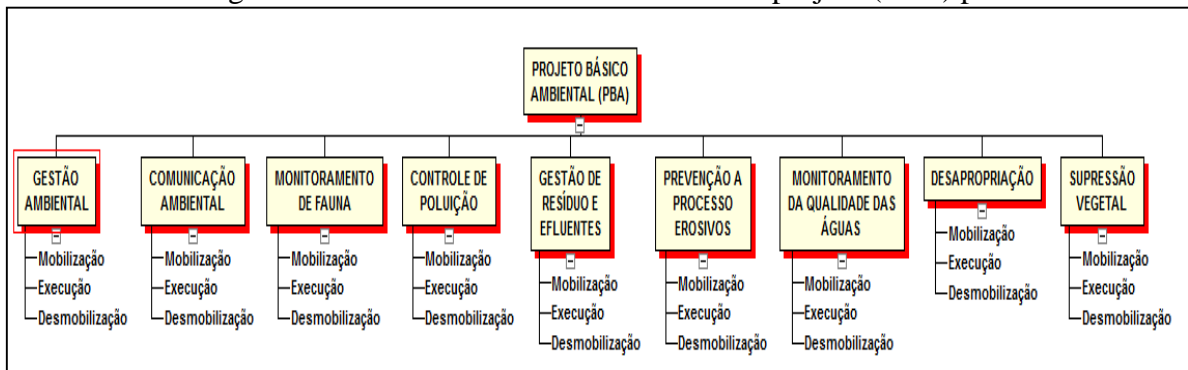 PROJETO BÁSICO
AMBIENTAL (PBA)
GESTÃO
AMBIENTAL
Mobilização
Execução
Desmobilização
COMUNICAÇÃO
AMBIENTAL
Mobilização
Execução
Desmobilização
MONITORAMENTO
DE FAUNA
Mobilização
Execução
Desmobilização
CONTROLE DE
POLUIÇÃO
Mobilização
Execução
Desmobilização
GESTÃO DE
RESÍDUO E
EFLUENTES
Mobilização
Execução
Desmobilização
PREVENÇÃO A
PROCESSO
EROSIVOS
Mobilização
Execução
Desmobilização
MONITORAMENTO
DA QUALIDADE DAS
ÁGUAS
Mobilização
Execução
Desmobilização
DESAPROPRIAÇÃO
Mobilização
Execução
Desmobilização
SUPRESSÃO
VEGETAL
Mobilização
Execução
Desmobilização